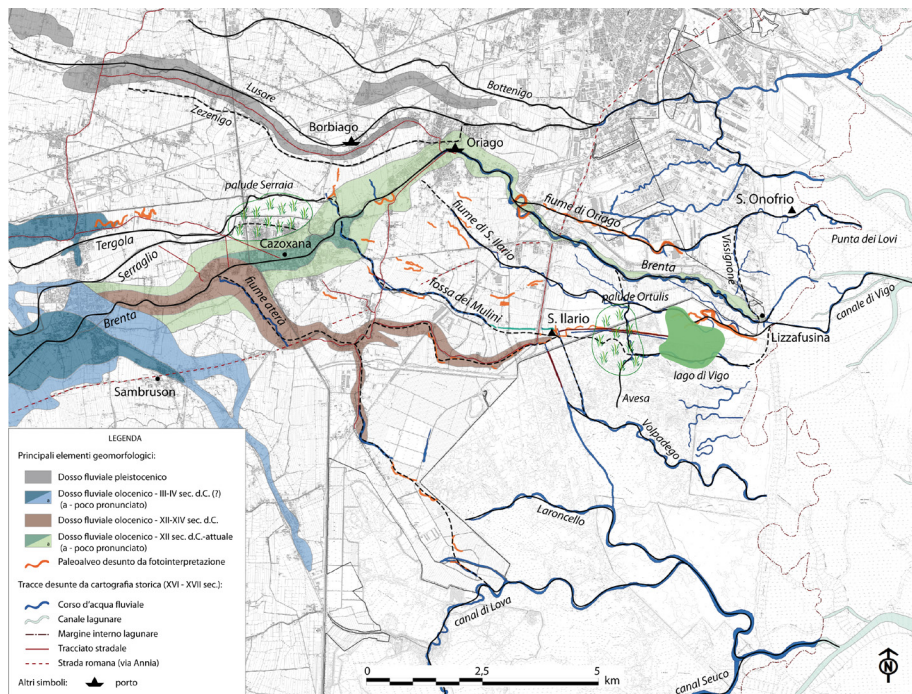 Bottenigo
Lusore
Zezenigo
Borbiago
Oriago
palude Serraia
fiume di Oriago
S. Onofrio
fiume di S. Ilario
Tergola
Cazoxana
Punta dei Lovi
Serraglio
Brenta
Vissignone
fiume aterä
fossa dei Mulini
palude Ortulis
canale di Vigo
Brenta
S. Ilario
Lizzafusina
lago di Vigo
Sambruson
Avesa
Volpadego
LEGENDA
Principali elementi geomorfologici:
Dosso fluviale pleistocenico
Dosso fluviale olocenico - III-IV sec. d.C. (?)
a
(a - poco pronunciato)
Dosso fluviale olocenico - XII-XIV sec. d.C.
Dosso fluviale olocenico - XII sec. d.C.-attuale
a
(a - poco pronunciato)
Paleoalveo desunto da fotointerpretazione
Tracce desunte da cartografia storica (XVI - XVII sec.):
Corso d'acqua fluviale
Canale lagunare
Margine interno lagunare
Tracciato stradale
Strada romana (via Annia)
Altri simboli:
porto
Laroncello
canal di Lova
canal Seuco
0
2,5
5
km
N